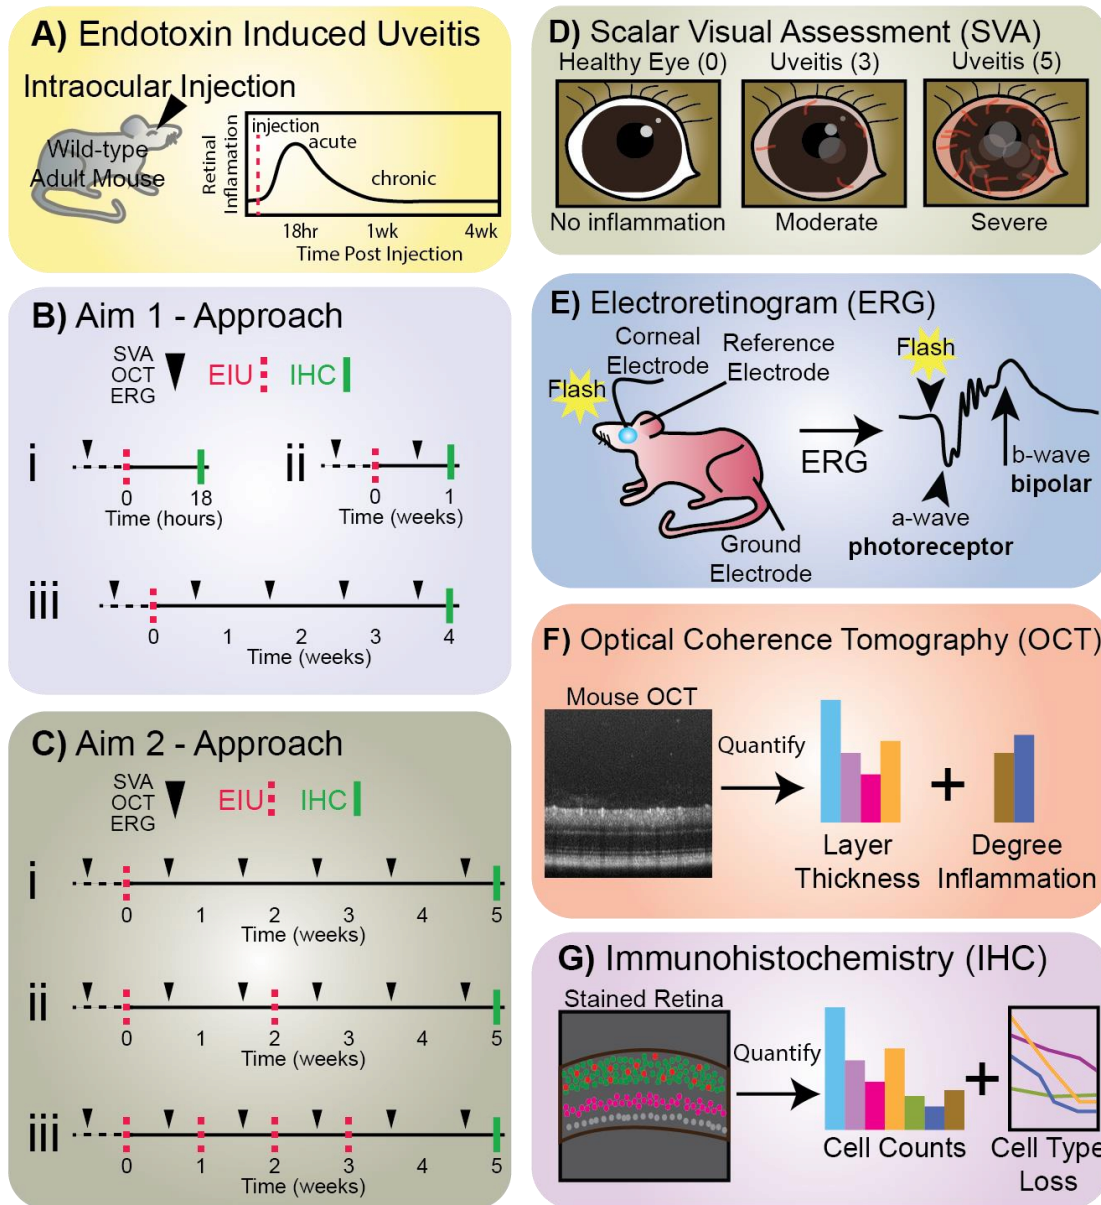 A) Endotoxin Induced Uveitis
Intraocular Injection
Wild-type
Adult Mouse
Retinal
Inflamation
injection
acute
chronic
18hr 1wk 4wk
Time Post Injection
B) Aim 1 - Approach
SVA
OCT
ERG
EIU
IHC
i
0 18
Time (hours)
ii
0 1
Time (weeks)
iii
0 1 2 3 4
Time (weeks)
C) Aim 2 - Approach
SVA
OCT
ERG
EIU
IHC
i
0 1 2 3 4 5
Time (weeks)
ii
0 1 2 3 4 5
Time (weeks)
iii
0 1 2 3 4 5
Time (weeks)
D) Scalar Visual Assessment (SVA)
Healthy Eye (0) Uveitis (3) Uveitis (5)
No inflammation Moderate Severe
E) Electroretinogram (ERG)
Corneal
Electrode
Reference
Electrode
Flash
Ground
Electrode
ERG
Flash
a-wave
photoreceptor
b-wave
bipolar
F) Optical Coherence Tomography (OCT)
Mouse OCT
Quantify
Layer
Thickness
+
Degree
Inflammation
G) Immunohistochemistry (IHC)
Stained Retina
Quantify
Cell Counts
+
Cell Type
Loss